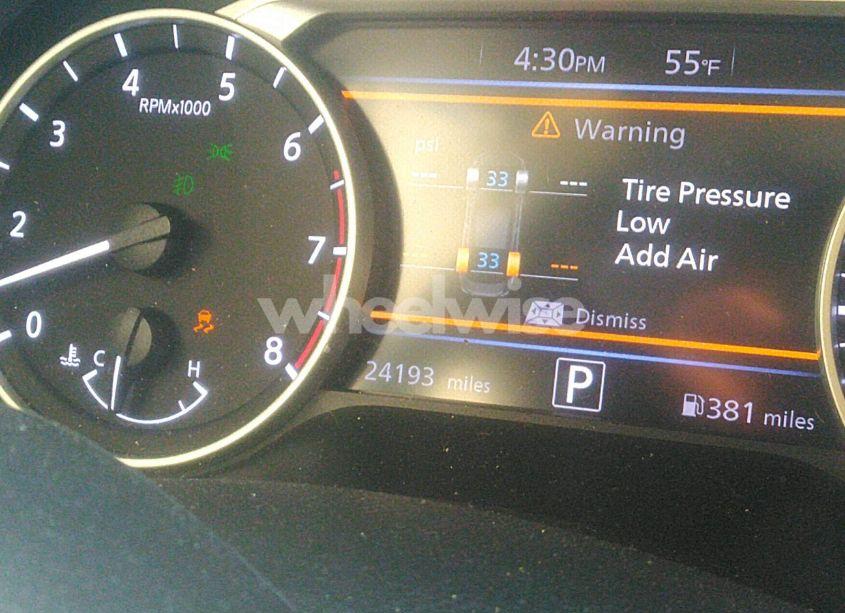 4:30PM 55°F
Warning
psi
--- 33 ---
Tire Pressure
Low
Add Air
--- 33 ---
Dismiss
24193 miles
P
381 miles
0
2
3
4
5
6
7
8
RPMx1000
C
H
wheelwise